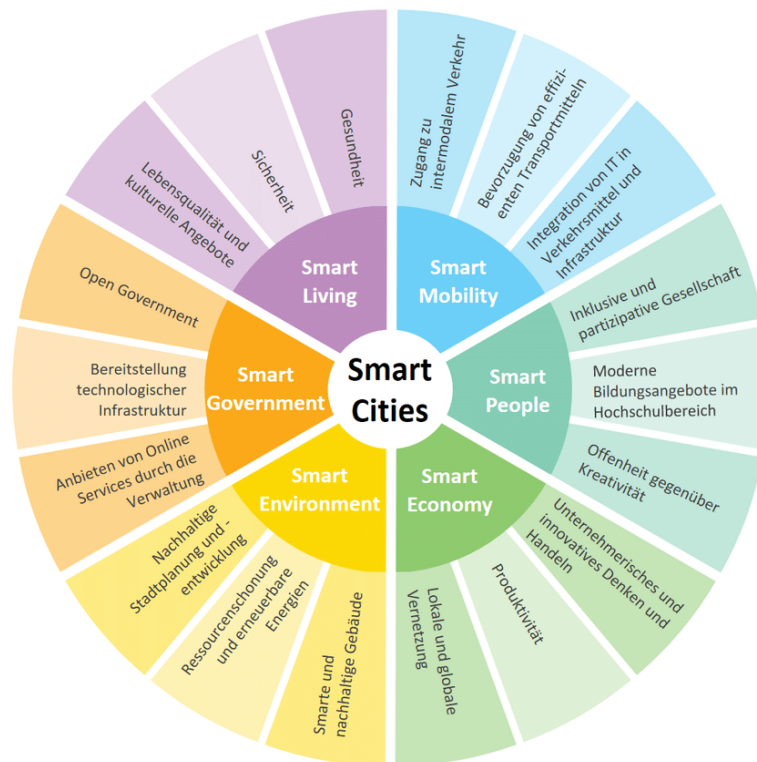 Smart
Cities
Smart
Living
Lebensqualität und
kulturelle Angebote
Sicherheit
Gesundheit
Smart
Mobility
Zugang zu
intermodalem Verkehr
Bevorzugung von effizi-
enten Transportmitteln
Integration von IT in
Verkehrsmittel und
Infrastruktur
Smart
People
Inklusive und
partizipative Gesellschaft
Moderne
Bildungsangebote im
Hochschulbereich
Offenheit gegenüber
Kreativität
Smart
Economy
Unternehmerisches und
innovatives Denken und
Handeln
Produktivität
Lokale und globale
Vernetzung
Smart
Environment
Smarte und
nachhaltige Gebäude
Ressourcenschonung
und erneuerbare
Energien
Nachhaltige
Stadtplanung und -
entwicklung
Smart
Government
Anbieten von Online
Services durch die
Verwaltung
Bereitstellung
technologischer
Infrastruktur
Open Government